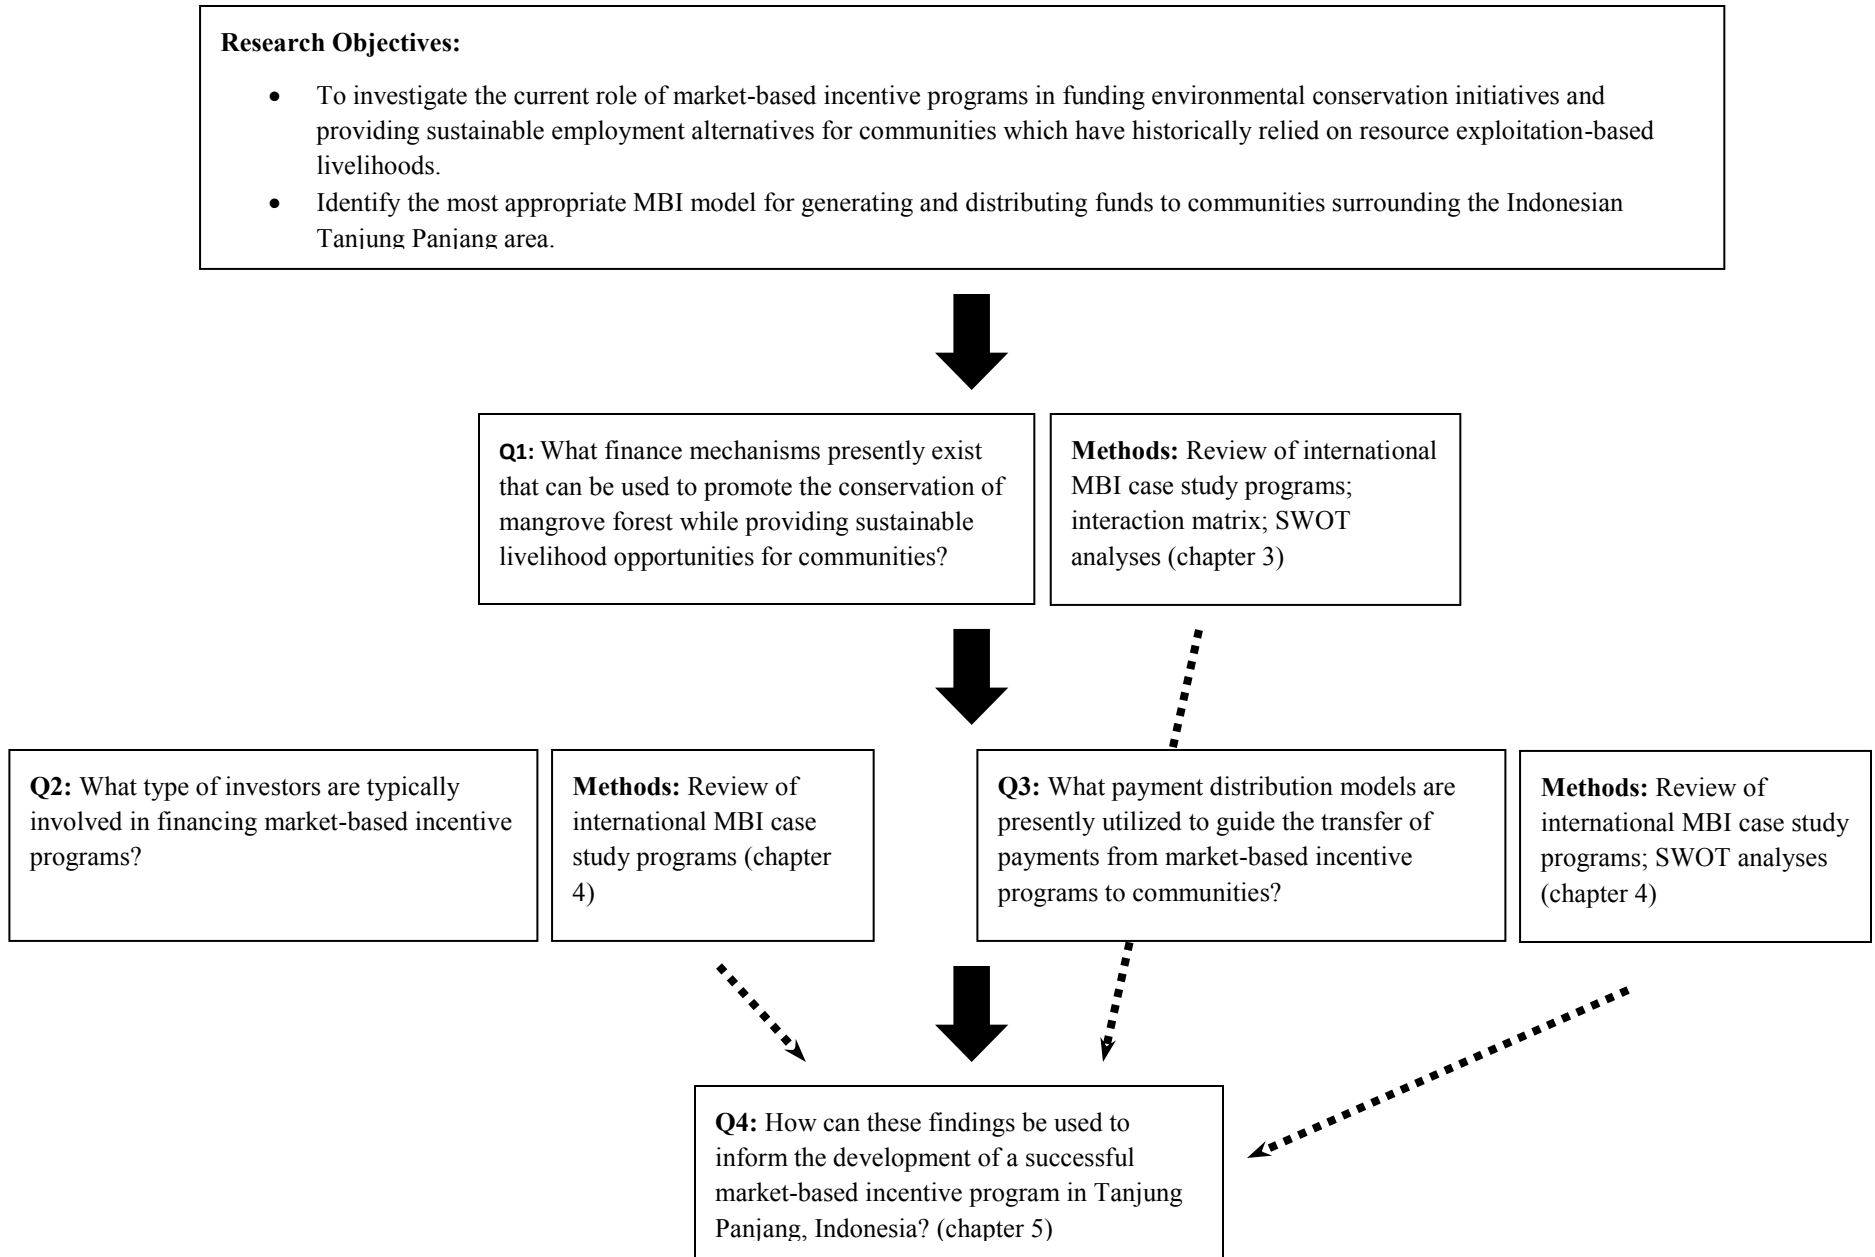 Research Objectives:
• To investigate the current role of market-based incentive programs in funding environmental conservation initiatives and
providing sustainable employment alternatives for communities which have historically relied on resource exploitation-based
livelihoods.
• Identify the most appropriate MBI model for generating and distributing funds to communities surrounding the Indonesian
Tanjung Panjang area.
Q1: What finance mechanisms presently exist
that can be used to promote the conservation of
mangrove forest while providing sustainable
livelihood opportunities for communities?
Methods: Review of international
MBI case study programs;
interaction matrix; SWOT
analyses (chapter 3)
Q2: What type of investors are typically
involved in financing market-based incentive
programs?
Methods: Review of
international MBI case
study programs (chapter
4)
Q3: What payment distribution models are
presently utilized to guide the transfer of
payments from market-based incentive
programs to communities?
Methods: Review of
international MBI case study
programs; SWOT analyses
(chapter 4)
Q4: How can these findings be used to
inform the development of a successful
market-based incentive program in Tanjung
Panjang, Indonesia? (chapter 5)